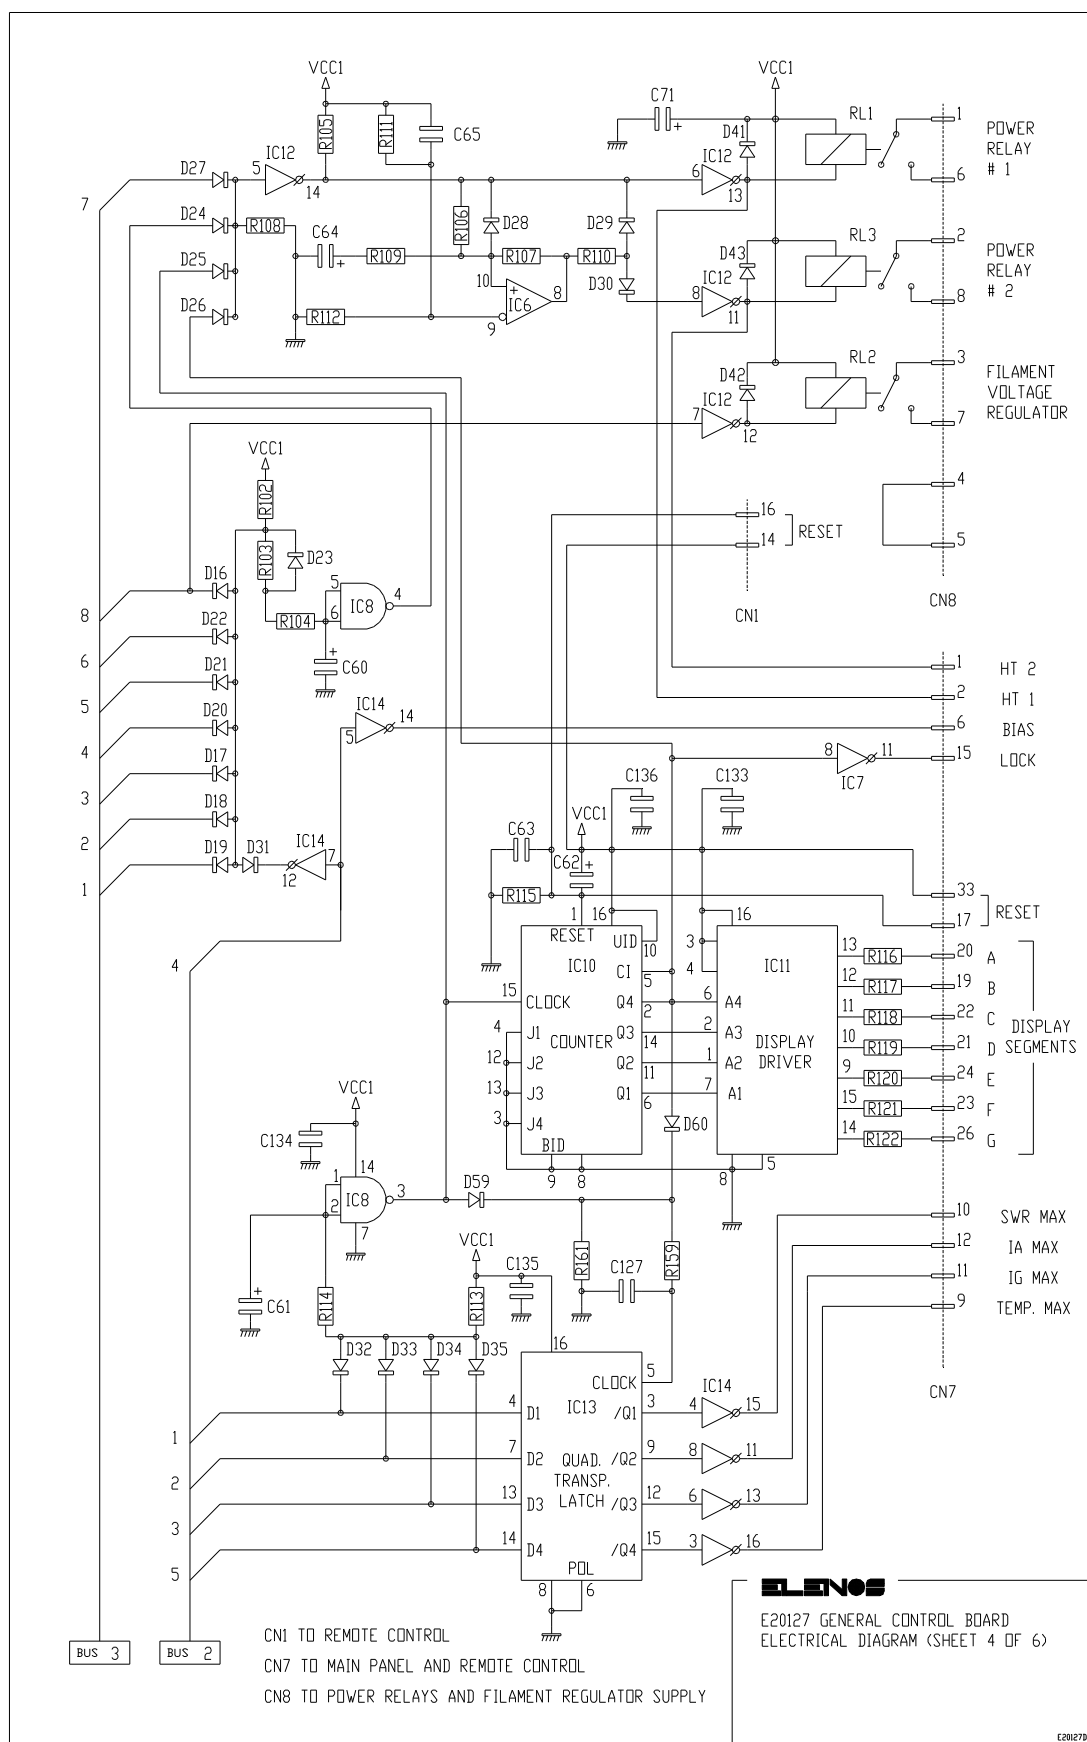 VCC1
VCC1
C71
RL1
1
POWER
RELAY
# 1
R105
R111
C65
D41
D27
5
IC12
14
6
IC12
13
6
7
D24
R108
C64
R109
R106
D28
D29
RL3
2
POWER
RELAY
# 2
D25
R107
R110
D43
10
IC6
8
D30
8
IC12
11
8
D26
R112
9
RL2
3
FILAMENT
VOLTAGE
REGULATOR
D42
IC12
7
12
7
VCC1
R102
4
16
14
RESET
R103
D23
5
D16
5
IC8
4
CN1
CN8
8
R104
6
D22
6
C60
1
HT 2
D21
5
2
HT 1
D20
IC14
5
14
6
BIAS
4
8
IC7
11
15
LOCK
D17
3
C136
C133
D18
2
VCC1
C63
C62
D19
D31
IC14
12
7
1
R115
33
17
RESET
1
16
16
RESET
UID
10
3
13
R116
20
A
4
IC10
CI
5
4
IC11
12
R117
19
B
15
CLOCK
Q4
2
6
A4
11
R118
22
C
4
J1
COUNTER
Q3
14
2
A3
DISPLAY
DRIVER
10
R119
21
D
DISPLAY
SEGMENTS
12
J2
Q2
11
1
A2
9
R120
24
E
13
J3
Q1
6
7
A1
15
R121
23
F
VCC1
3
J4
D60
14
R122
26
G
C134
BID
9
8
8
5
14
1
IC8
3
2
7
D59
10
SWR MAX
VCC1
12
IA MAX
R161
C127
R159
C135
11
IG MAX
C61
R114
R113
9
TEMP. MAX
D32
D33
D34
D35
16
CLOCK
5
IC14
CN7
4
D1
IC13
/Q1
3
4
15
1
7
D2
QUAD.
TRANSP.
LATCH
/Q2
9
8
11
2
13
D3
/Q3
12
6
13
3
14
D4
/Q4
15
3
16
5
POL
8
6
ELENOS
E20127 GENERAL CONTROL BOARD
ELECTRICAL DIAGRAM (SHEET 4 OF 6)
BUS 3
BUS 2
CN1 TO REMOTE CONTROL
CN7 TO MAIN PANEL AND REMOTE CONTROL
CN8 TO POWER RELAYS AND FILAMENT REGULATOR SUPPLY
E20127D